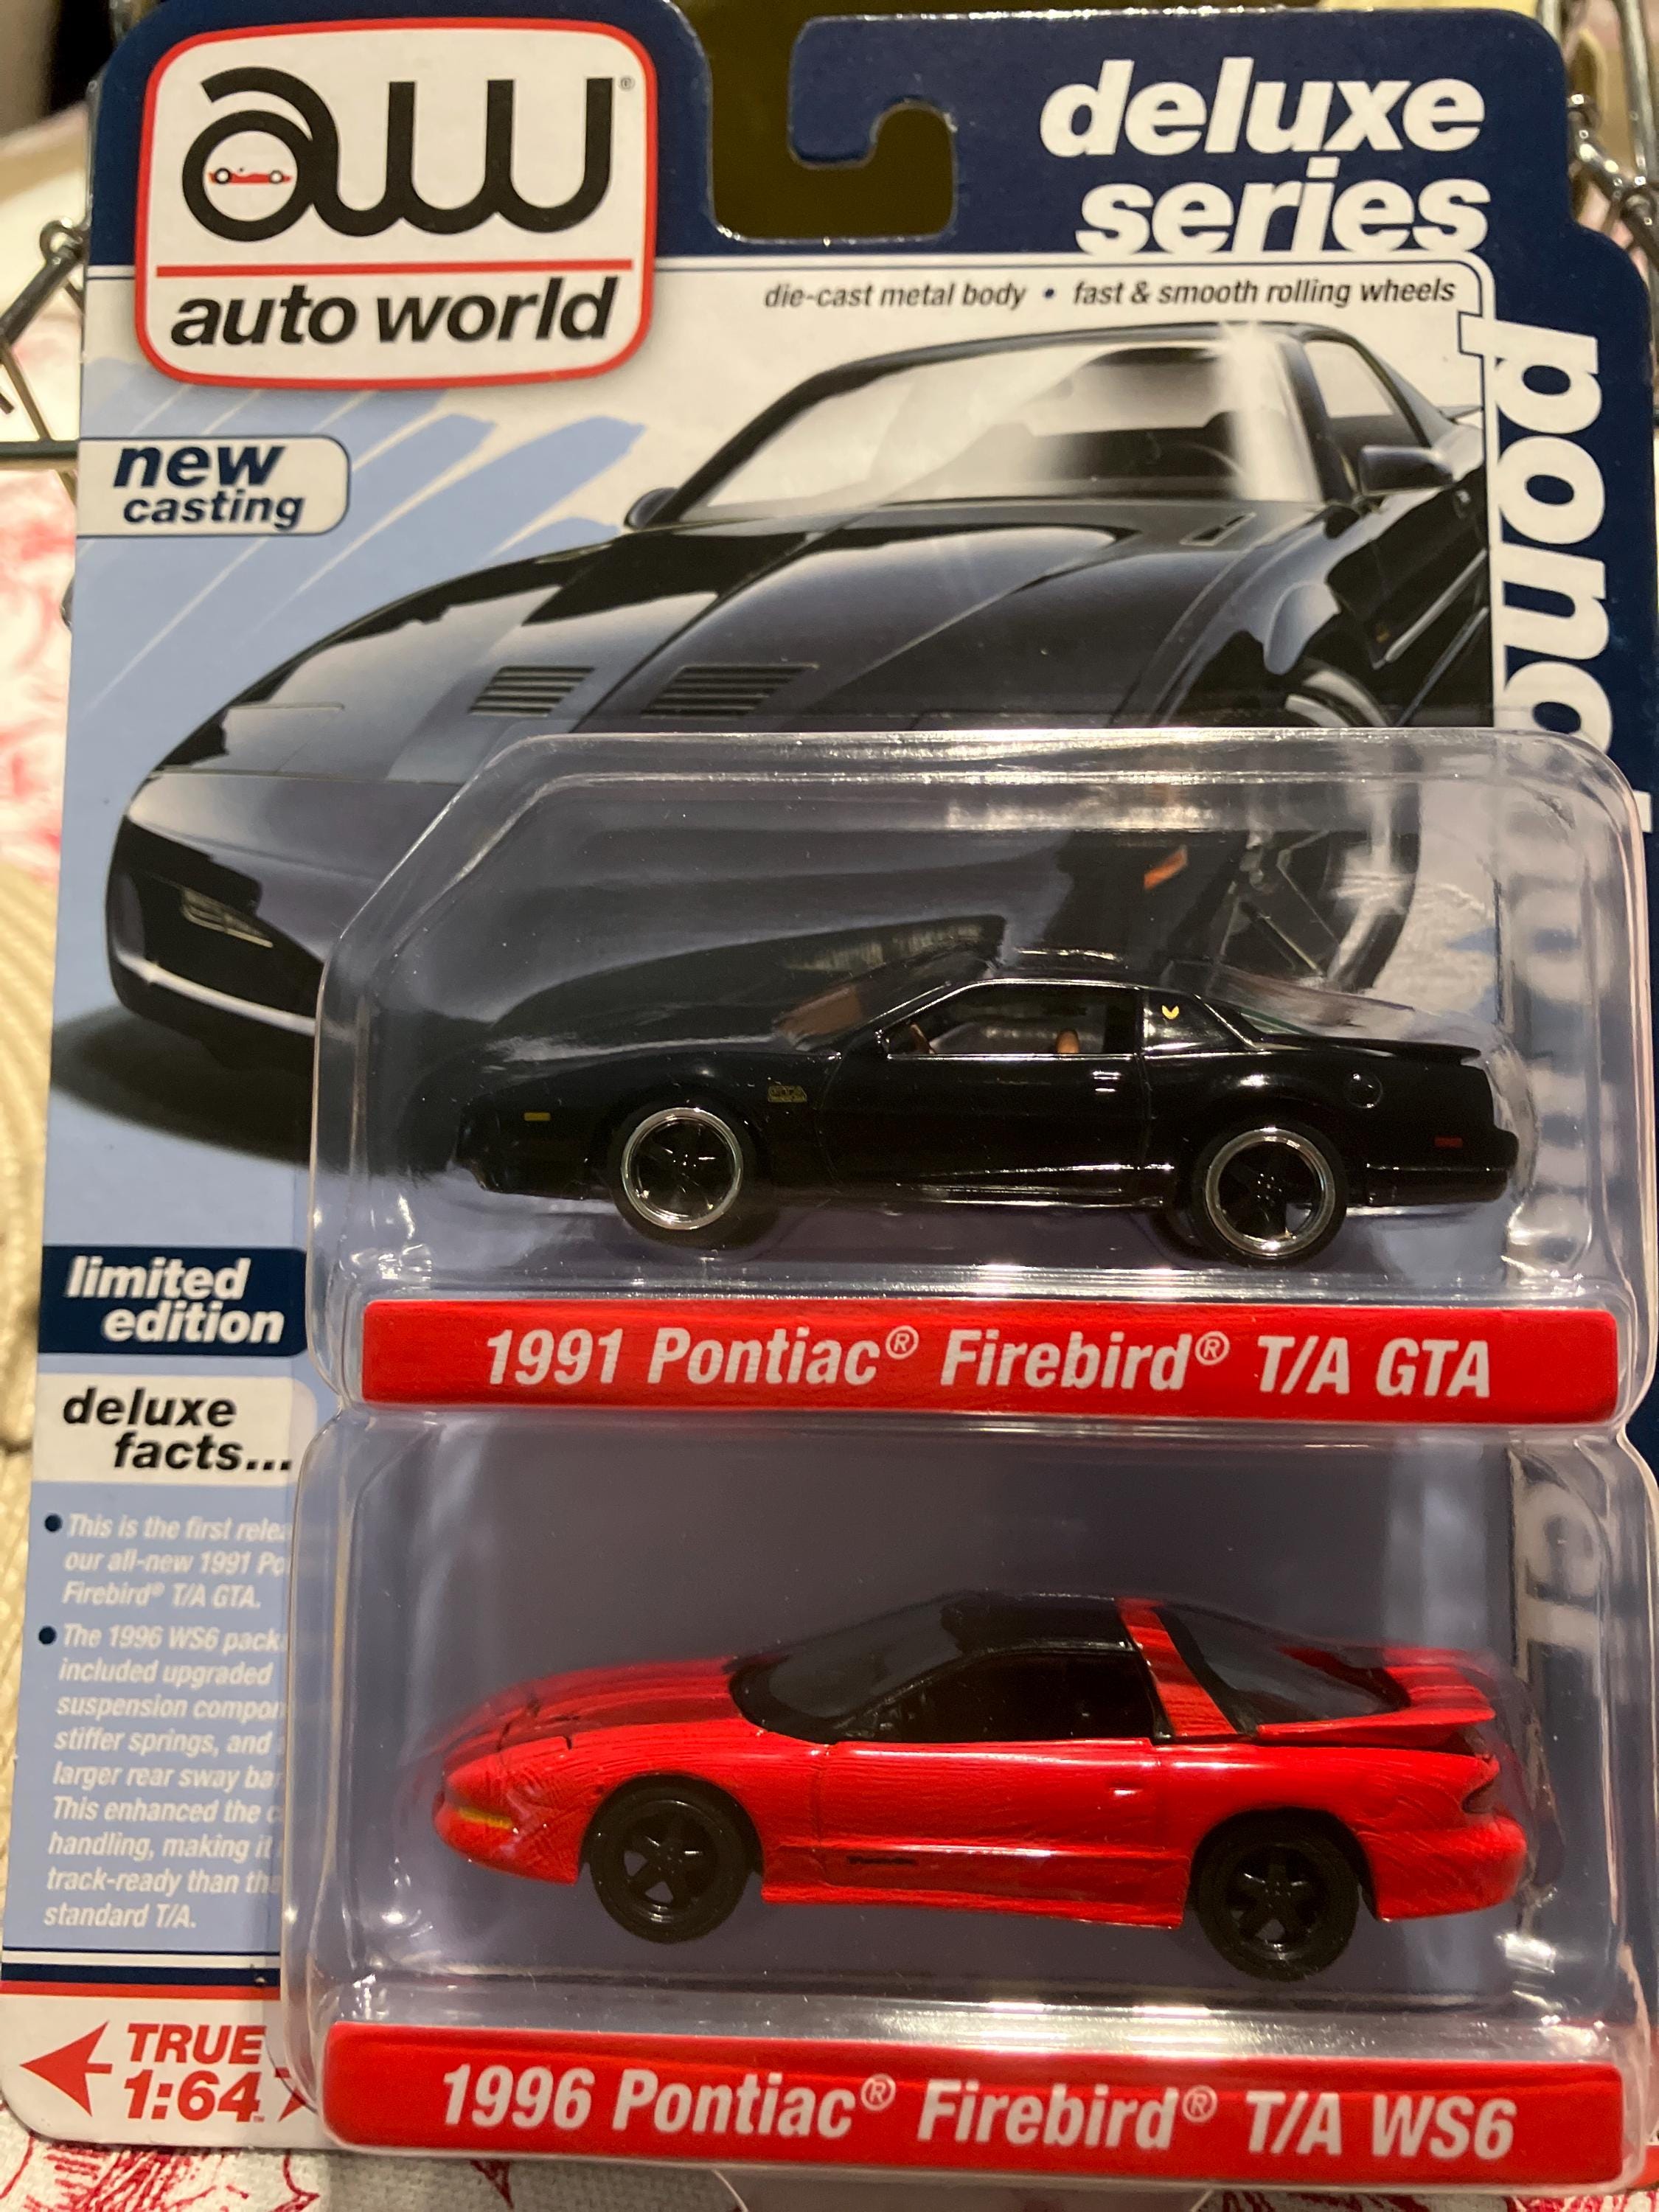 aw®
auto world
deluxe
series
die-cast metal body • fast & smooth rolling wheels
new
casting
limited
edition
deluxe
facts...
• This is the first
our all-new 1991
Firebird® T/A GTA.
• The 1996 WS6
included upgraded
suspension
stiffer springs, and
larger rear sway
This enhanced the
handling, making it
track-ready than
standard T/A.
TRUE
1:64™
1991 Pontiac® Firebird® T/A GTA
1996 Pontiac® Firebird® T/A WS6